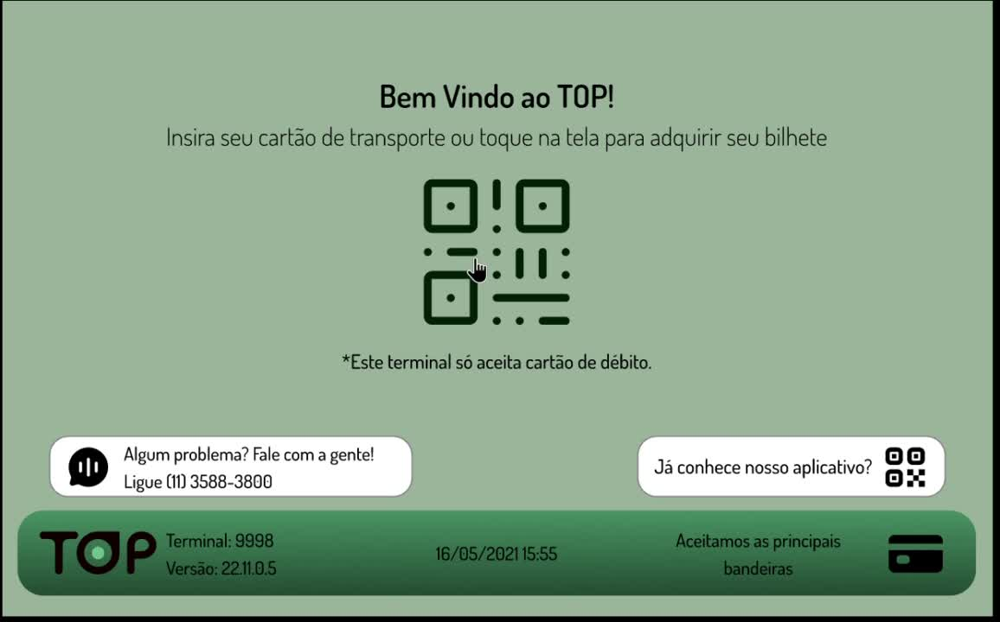 Bem Vindo ao TOP!
Insira seu cartão de transporte ou toque na tela para adquirir seu bilhete
*Este terminal só aceita cartão de débito.
Algum problema? Fale com a gente!
Ligue (11) 3588-3800
Já conhece nosso aplicativo?
TOP
Terminal: 9998
Versão: 22.11.0.5
16/05/2021 15:55
Aceitamos as principais
bandeiras